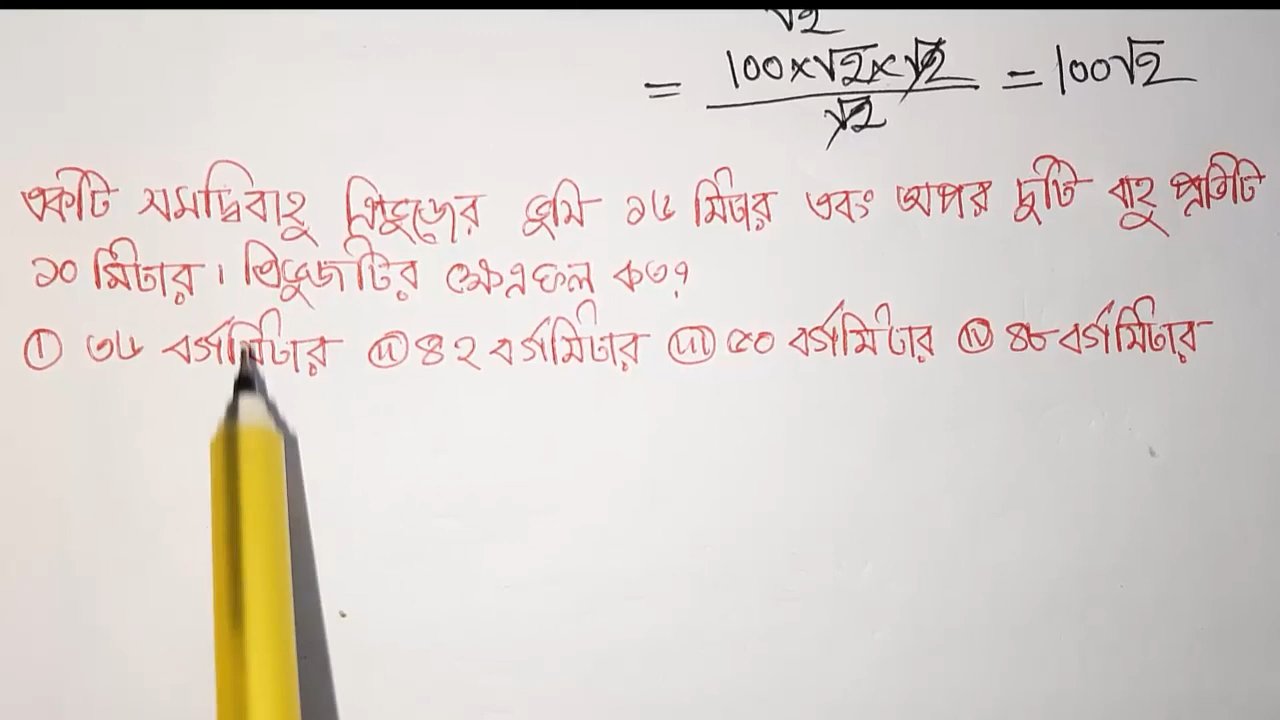 √2
= 100×√2×√2 / √2 = 100√2
একটি সমদ্বিবাহু ত্রিভুজের ভূমি ১৬ মিটার এবং অপর দুটি বাহু প্রতিটি
১০ মিটার। ত্রিভুজটির ক্ষেত্রফল কত?
(i) ৩৬ বর্গমিটার (ii) ৪২ বর্গমিটার (iii) ৫০ বর্গমিটার (iv) ৪৮ বর্গমিটার